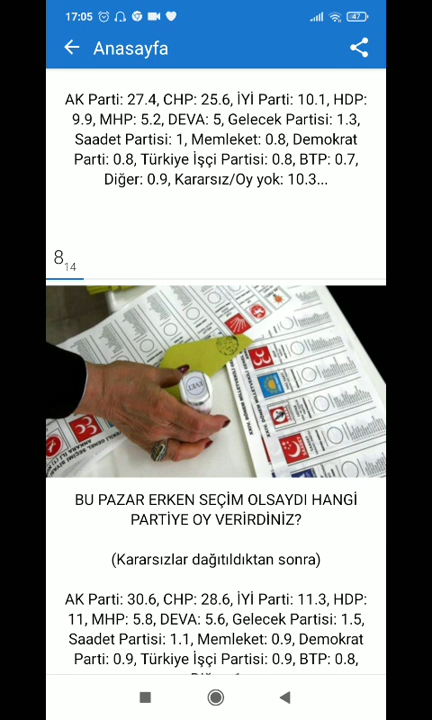 17:05
47
Anasayfa
AK Parti: 27.4, CHP: 25.6, İYİ Parti: 10.1, HDP:
9.9, MHP: 5.2, DEVA: 5, Gelecek Partisi: 1.3,
Saadet Partisi: 1, Memleket: 0.8, Demokrat
Parti: 0.8, Türkiye İşçi Partisi: 0.8, BTP: 0.7,
Diğer: 0.9, Kararsız/Oy yok: 10.3...
8
14
EVET
BU PAZAR ERKEN SEÇİM OLSAYDI HANGİ
PARTİYE OY VERİRDİNİZ?
(Kararsızlar dağıtıldıktan sonra)
AK Parti: 30.6, CHP: 28.6, İYİ Parti: 11.3, HDP:
11, MHP: 5.8, DEVA: 5.6, Gelecek Partisi: 1.5,
Saadet Partisi: 1.1, Memleket: 0.9, Demokrat
Parti: 0.9, Türkiye İşçi Partisi: 0.9, BTP: 0.8,